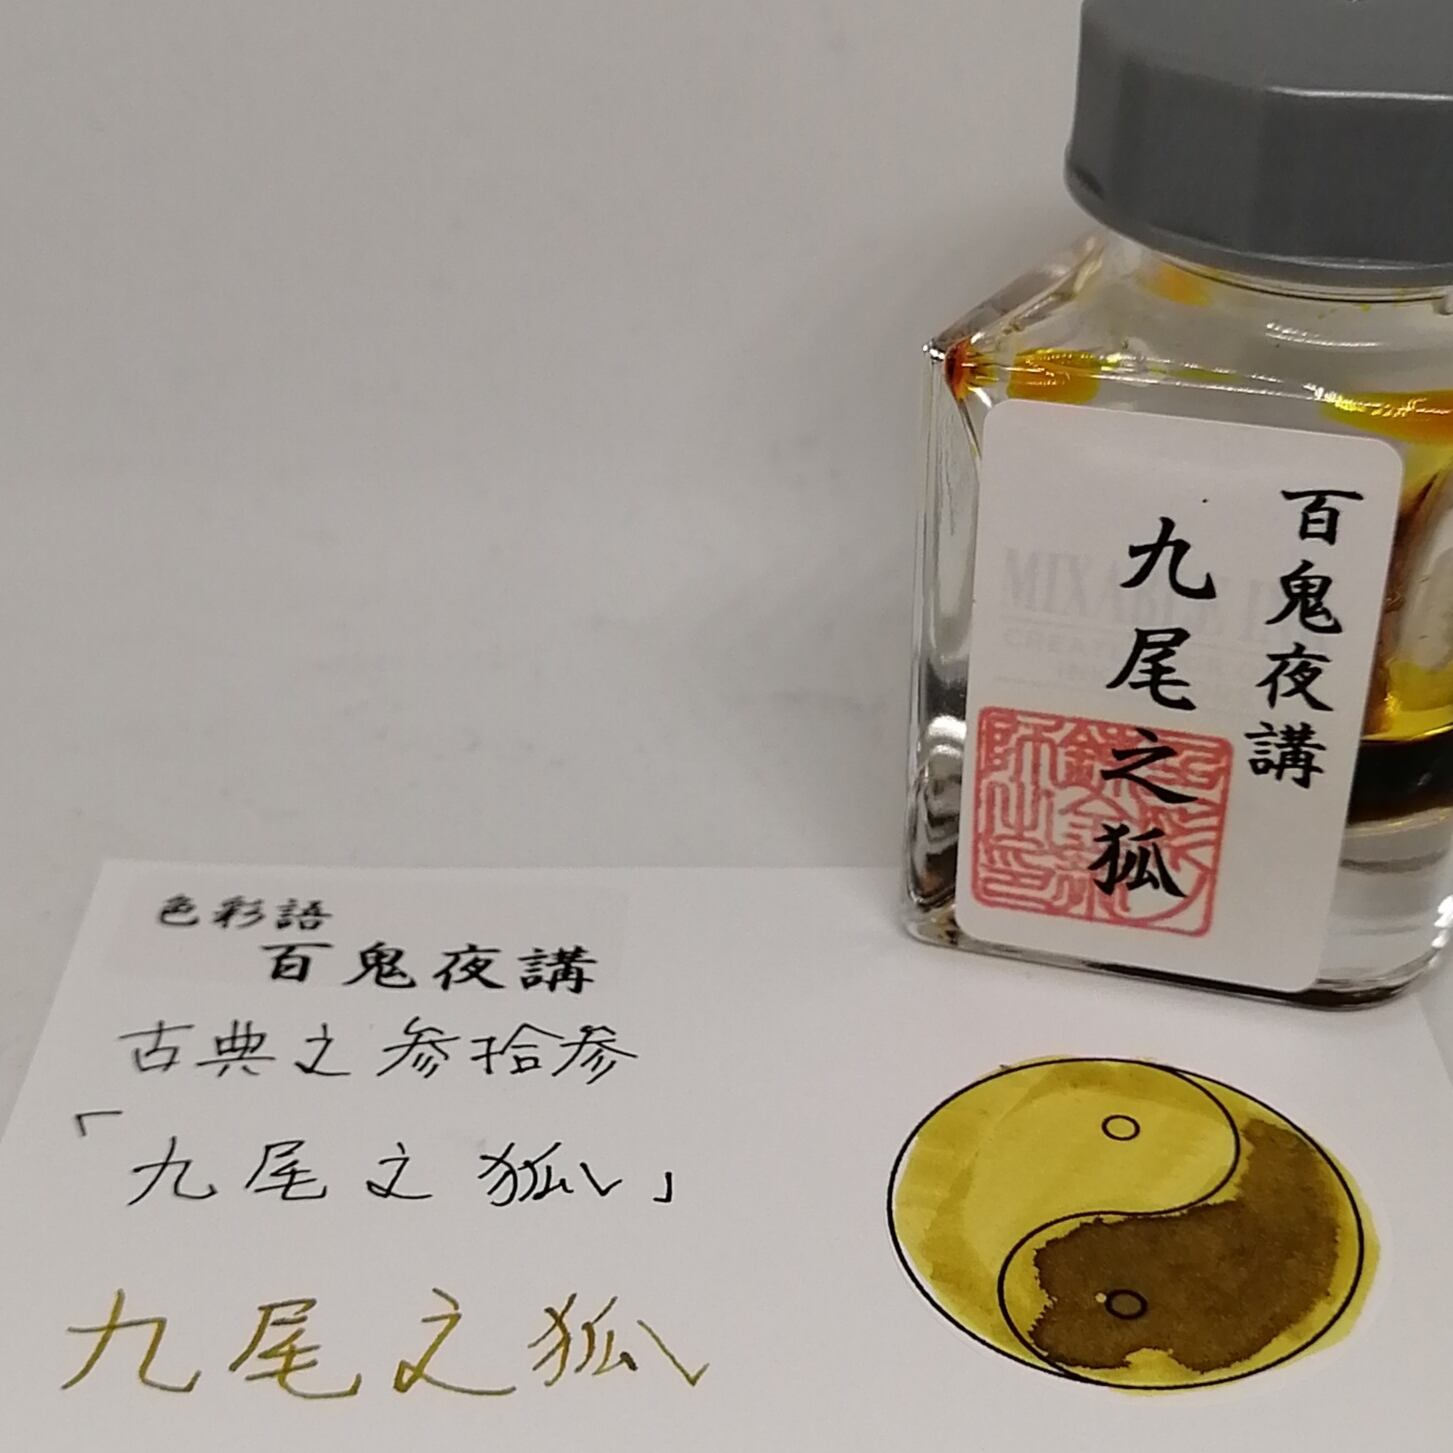 百鬼夜講
九尾之狐
色彩語
百鬼夜講
古典之参拾参
「九尾之狐」
九尾之狐